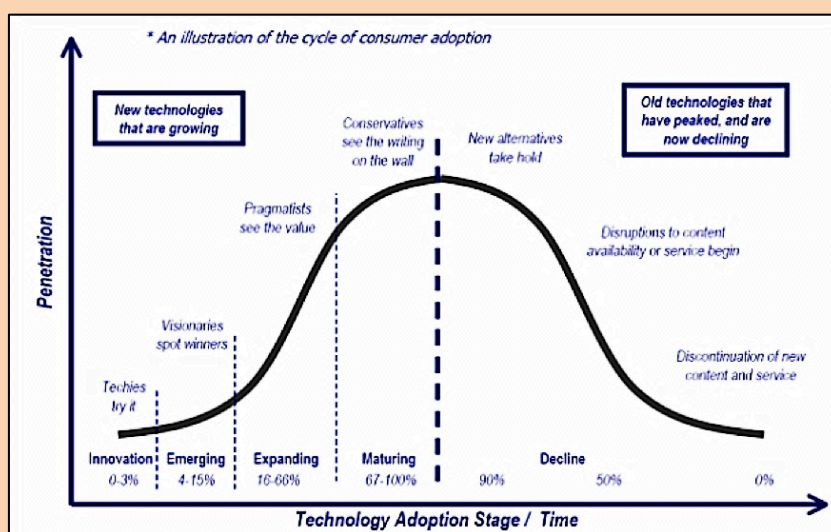 * An illustration of the cycle of consumer adoption
New technologies
that are growing
Old technologies that
have peaked, and are
now declining
Conservatives
see the writing
on the wall
New alternatives
take hold
Pragmatists
see the value
Disruptions to content
availability or service begin
Visionaries
spot winners
Discontinuation of new
content and service
Techies
try it
Penetration
Innovation Emerging Expanding Maturing Decline
0-3% 4-15% 16-66% 67-100% 90% 50% 0%
Technology Adoption Stage / Time